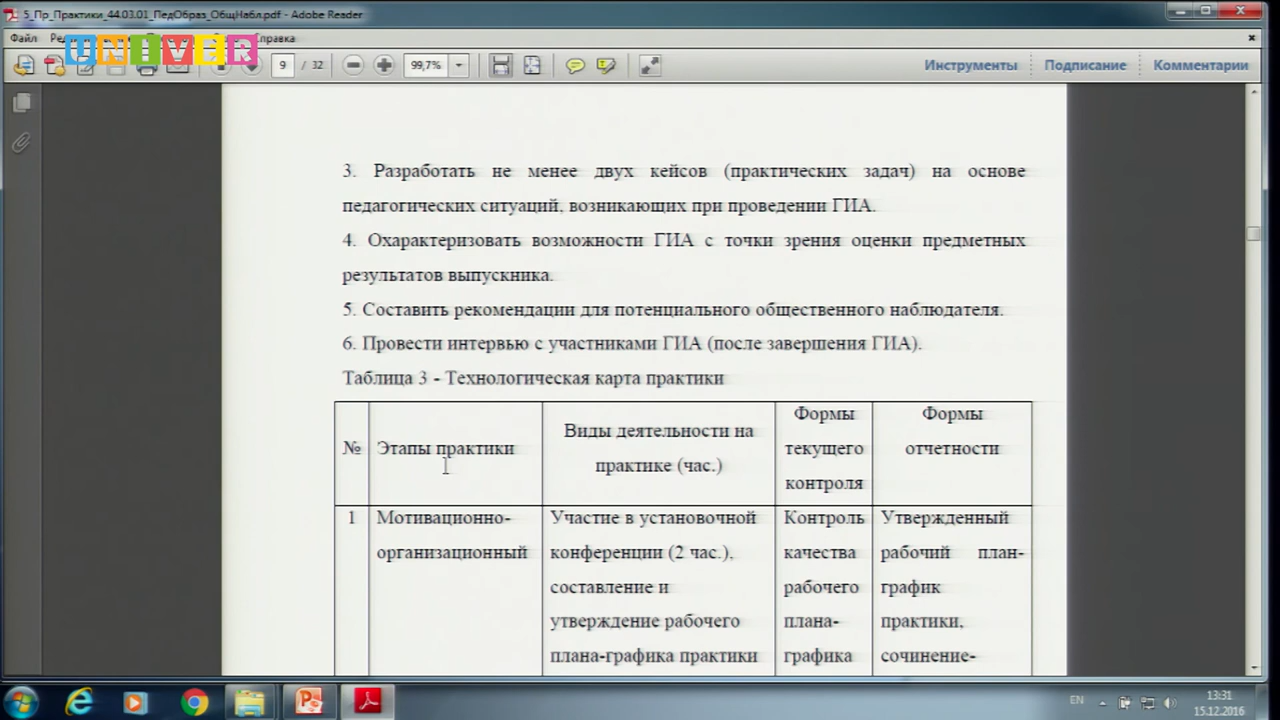 5_Пр_Практики_44.03.01_ПедОбраз_ОбщНабл.pdf - Adobe Reader
Файл
Справка
UNIVER
9 / 32
99,7%
Инструменты
Подписание
Комментарии
3. Разработать не менее двух кейсов (практических задач) на основе
педагогических ситуаций, возникающих при проведении ГИА.
4. Охарактеризовать возможности ГИА с точки зрения оценки предметных
результатов выпускника.
5. Составить рекомендации для потенциального общественного наблюдателя.
6. Провести интервью с участниками ГИА (после завершения ГИА).
Таблица 3 - Технологическая карта практики
№
Этапы практики
Виды деятельности на
практике (час.)
Формы
текущего
контроля
Формы
отчетности
1
Мотивационно-
организационный
Участие в установочной
конференции (2 час.),
составление и
утверждение рабочего
плана-графика практики
Контроль
качества
рабочего
плана-
графика
Утвержденный
рабочий план-
график
практики,
сочинение-
EN
13:31
15.12.2016